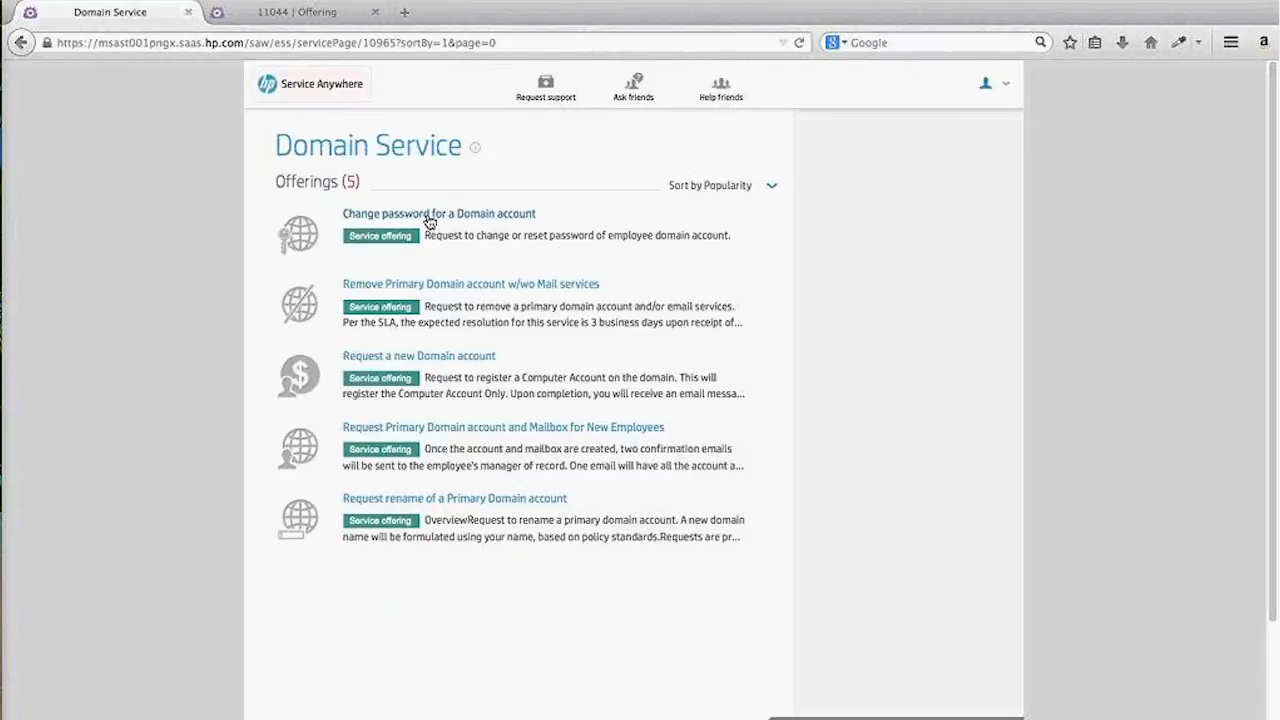 Domain Service
11044 | Offering
https://msast001pngx.saas.hp.com/saw/ess/servicePage/10965?sortBy=1&page=0
Google
hp Service Anywhere
Request support
Ask friends
Help friends
Domain Service
Offerings (5)
Sort by Popularity
Change password for a Domain account
Service offering Request to change or reset password of employee domain account.
Remove Primary Domain account w/wo Mail services
Service offering Request to remove a primary domain account and/or email services.
Per the SLA, the expected resolution for this service is 3 business days upon receipt of...
Request a new Domain account
Service offering Request to register a Computer Account on the domain. This will
register the Computer Account Only. Upon completion, you will receive an email messa...
Request Primary Domain account and Mailbox for New Employees
Service offering Once the account and mailbox are created, two confirmation emails
will be sent to the employee's manager of record. One email will have all the account a...
Request rename of a Primary Domain account
Service offering OverviewRequest to rename a primary domain account. A new domain
name will be formulated using your name, based on policy standards.Requests are pr...